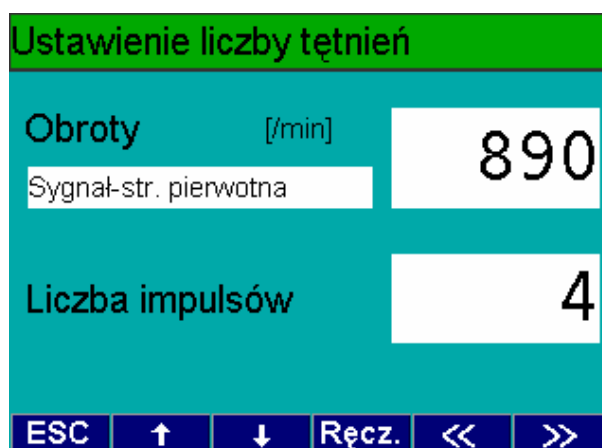 Ustawienie liczby tętnień
Obroty [/min] 890
Sygnał-str. pierwotna
Liczba impulsów 4
ESC ↑ ↓ Ręcz. << >>